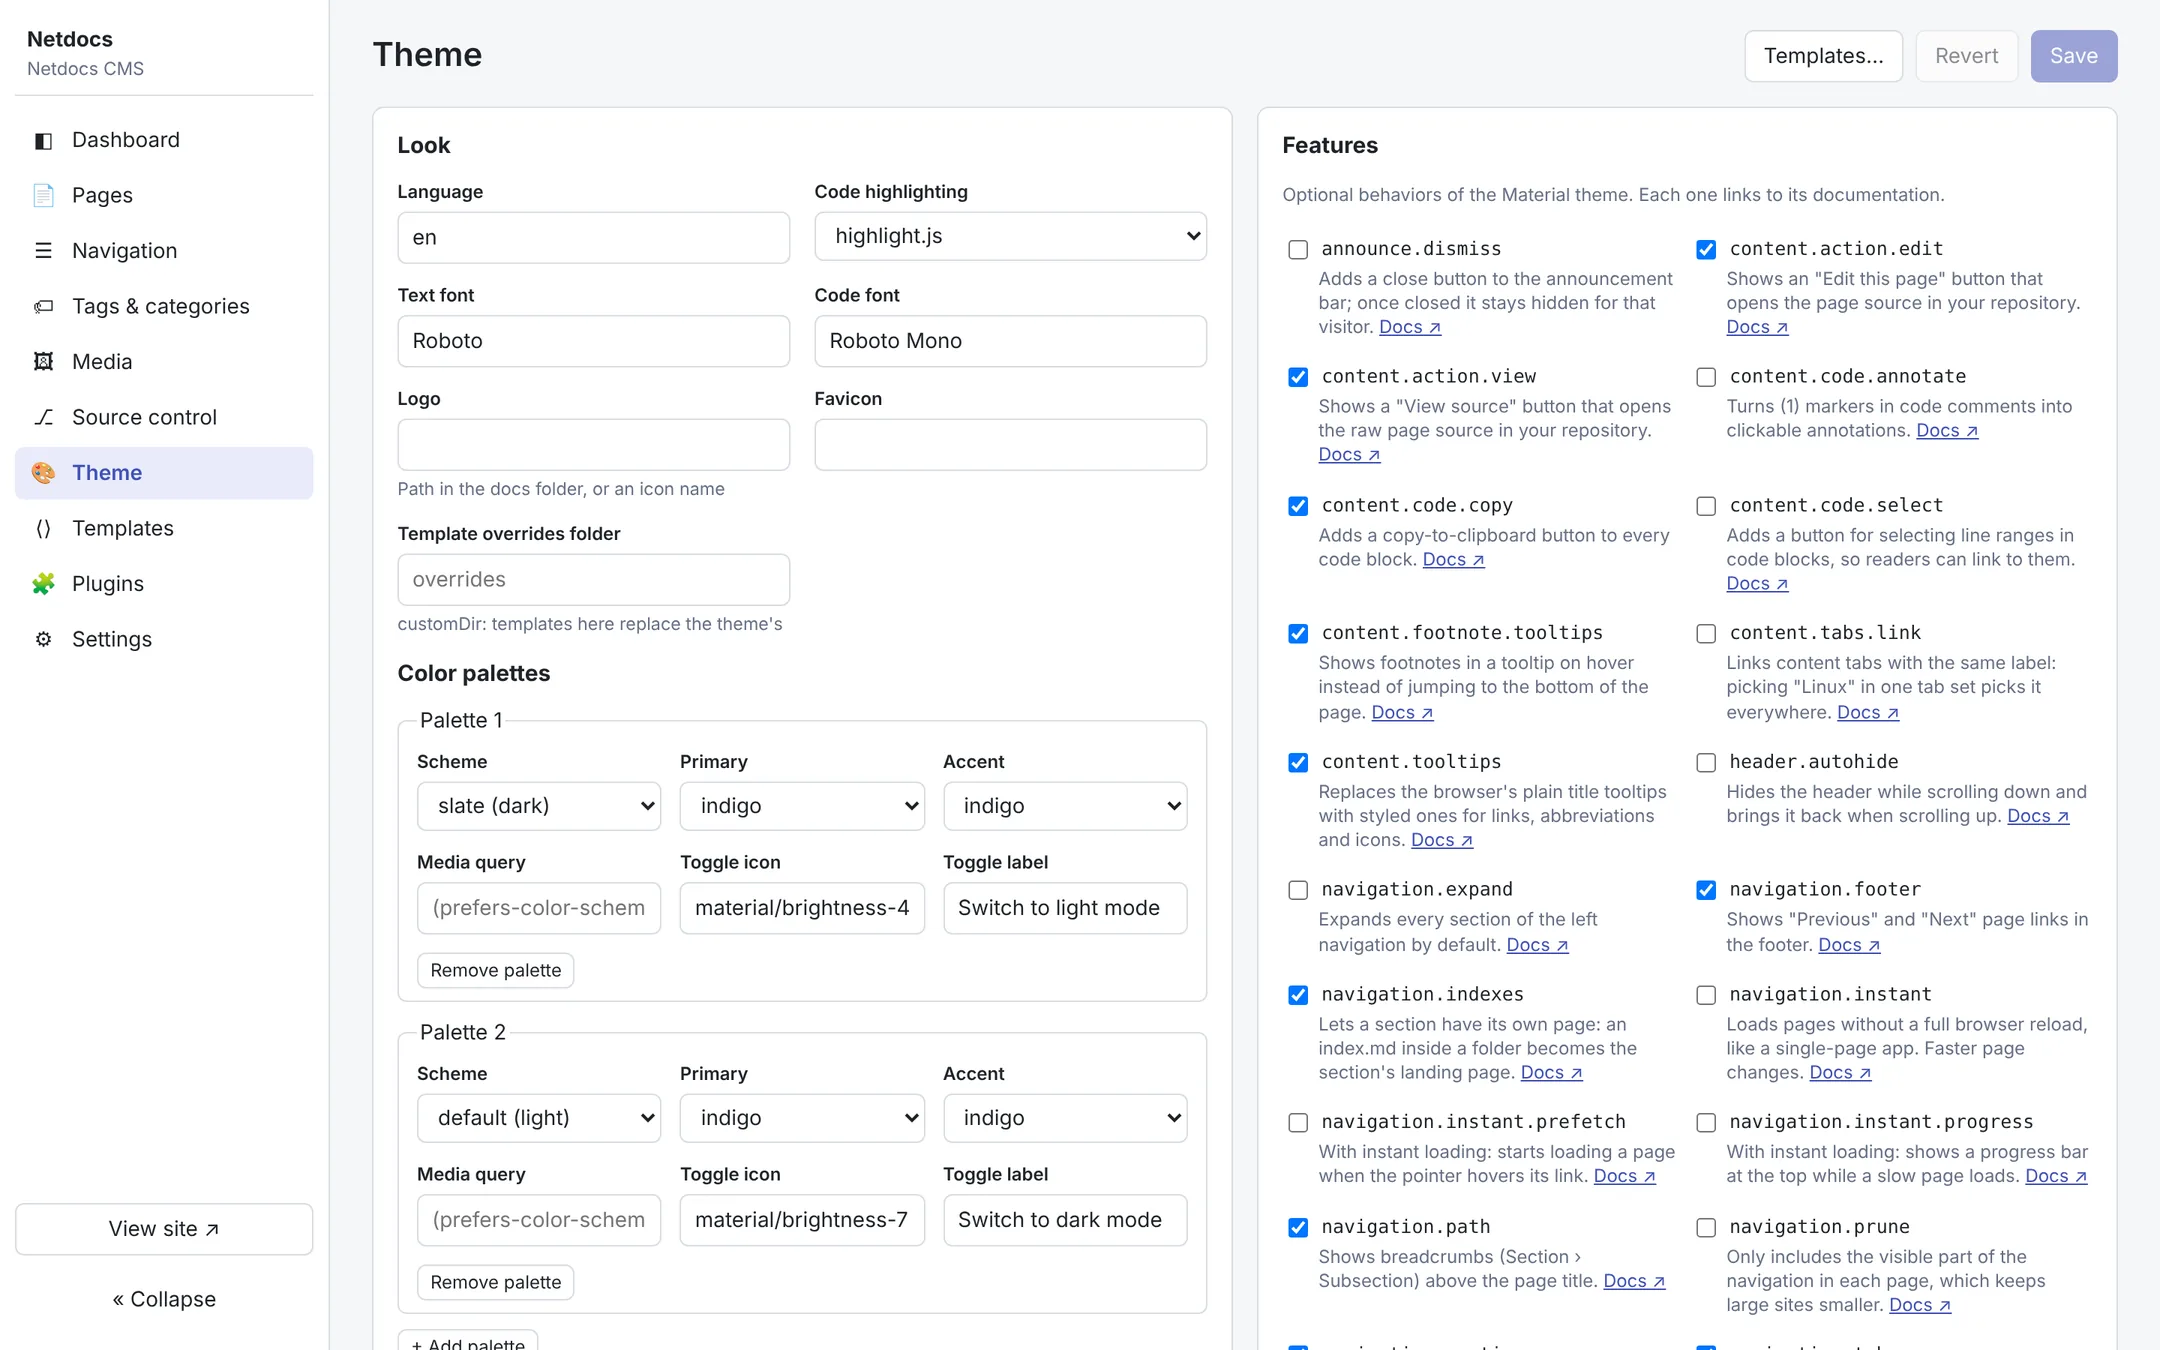 Netdocs
Netdocs CMS
Dashboard
Pages
Navigation
Tags & categories
Media
Source control
Theme
Templates
Plugins
Settings
View site ↗
« Collapse
Theme
Templates...
Revert
Save
Look
Language
Code highlighting
en
highlight.js
Text font
Code font
Roboto
Roboto Mono
Logo
Favicon
Path in the docs folder, or an icon name
Template overrides folder
overrides
customDir: templates here replace the theme's
Color palettes
Palette 1
Scheme
Primary
Accent
slate (dark)
indigo
indigo
Media query
Toggle icon
Toggle label
(prefers-color-schem
material/brightness-4
Switch to light mode
Remove palette
Palette 2
Scheme
Primary
Accent
default (light)
indigo
indigo
Media query
Toggle icon
Toggle label
(prefers-color-schem
material/brightness-7
Switch to dark mode
Remove palette
+ Add palette
Features
Optional behaviors of the Material theme. Each one links to its documentation.
announce.dismiss
Adds a close button to the announcement
bar; once closed it stays hidden for that
visitor. Docs ↗
content.action.edit
Shows an "Edit this page" button that
opens the page source in your repository.
Docs ↗
content.action.view
Shows a "View source" button that opens
the raw page source in your repository.
Docs ↗
content.code.annotate
Turns (1) markers in code comments into
clickable annotations. Docs ↗
content.code.copy
Adds a copy-to-clipboard button to every
code block. Docs ↗
content.code.select
Adds a button for selecting line ranges in
code blocks, so readers can link to them.
Docs ↗
content.footnote.tooltips
Shows footnotes in a tooltip on hover
instead of jumping to the bottom of the
page. Docs ↗
content.tabs.link
Links content tabs with the same label:
picking "Linux" in one tab set picks it
everywhere. Docs ↗
content.tooltips
Replaces the browser's plain title tooltips
with styled ones for links, abbreviations
and icons. Docs ↗
header.autohide
Hides the header while scrolling down and
brings it back when scrolling up. Docs ↗
navigation.expand
Expands every section of the left
navigation by default. Docs ↗
navigation.footer
Shows "Previous" and "Next" page links in
the footer. Docs ↗
navigation.indexes
Lets a section have its own page: an
index.md inside a folder becomes the
section's landing page. Docs ↗
navigation.instant
Loads pages without a full browser reload,
like a single-page app. Faster page
changes. Docs ↗
navigation.instant.prefetch
With instant loading: starts loading a page
when the pointer hovers its link. Docs ↗
navigation.instant.progress
With instant loading: shows a progress bar
at the top while a slow page loads. Docs ↗
navigation.path
Shows breadcrumbs (Section ›
Subsection) above the page title. Docs ↗
navigation.prune
Only includes the visible part of the
navigation in each page, which keeps
large sites smaller. Docs ↗